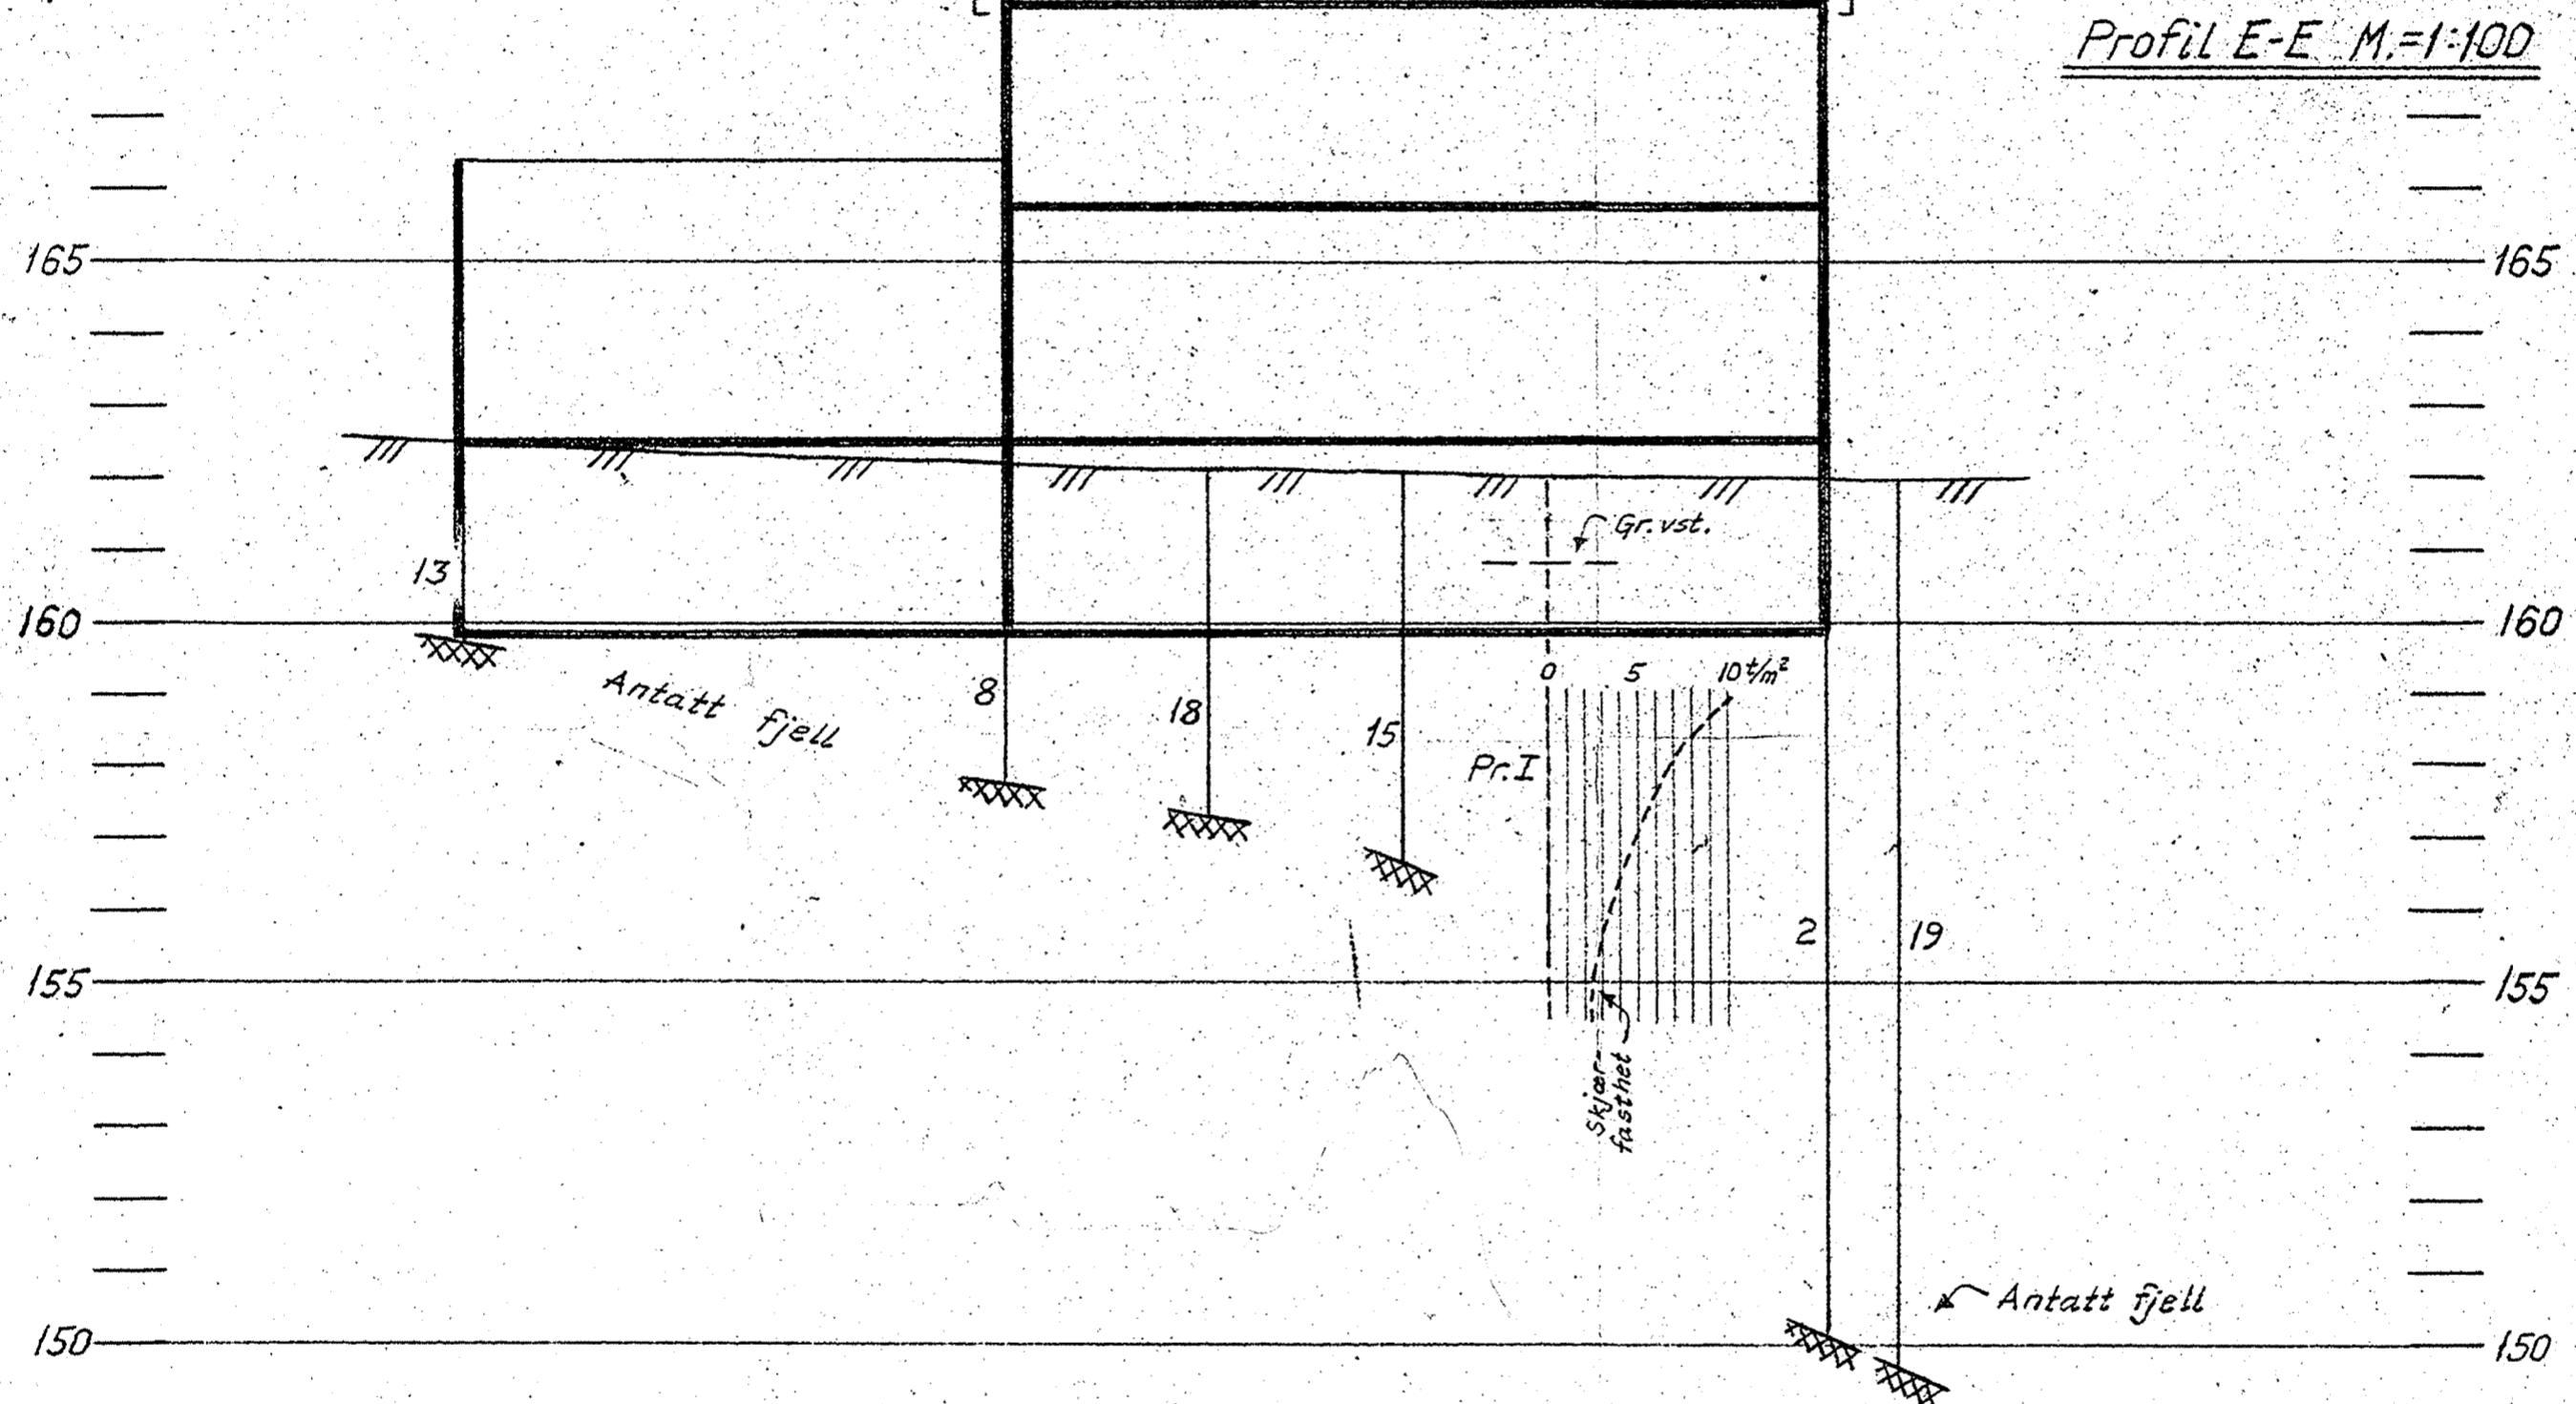 Profil E-E M.=1:100
165
165
Gr. vst.
13
160
160
0 5 10 t/m²
Antatt fjell
8
18
15
Pr. I
2
19
155
155
Skjær-
fasthet
Antatt fjell
150
150